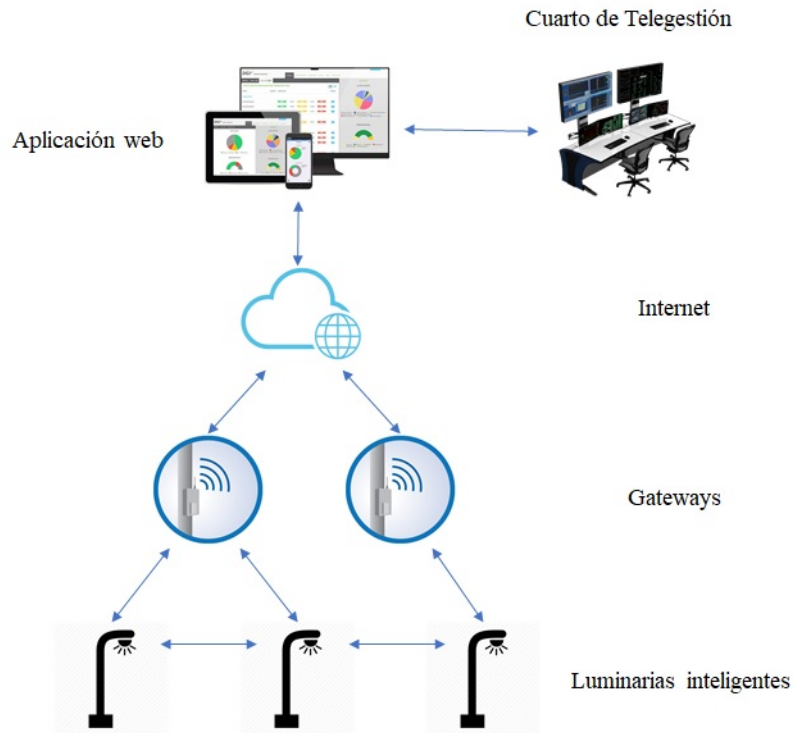 Cuarto de Telegestión
Aplicación web
Internet
Gateways
Luminarias inteligentes